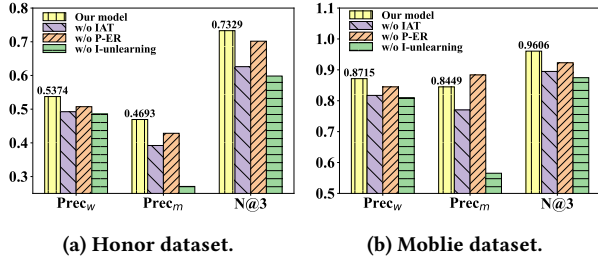 Our model
w/o IAT
w/o P-ER
w/o I-unlearning
0.8
0.7
0.6
0.5
0.4
0.3
0.5374
0.4693
0.7329
Prec_w
Prec_m
N@3
(a) Honor dataset.
Our model
w/o IAT
w/o P-ER
w/o I-unlearning
1.1
1.0
0.9
0.8
0.7
0.6
0.5
0.8715
0.8449
0.9606
Prec_w
Prec_m
N@3
(b) Moblie dataset.